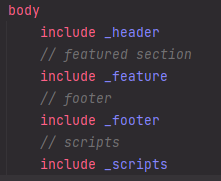 body
    include _header
    // featured section
    include _feature
    // footer
    include _footer
    // scripts
    include _scripts